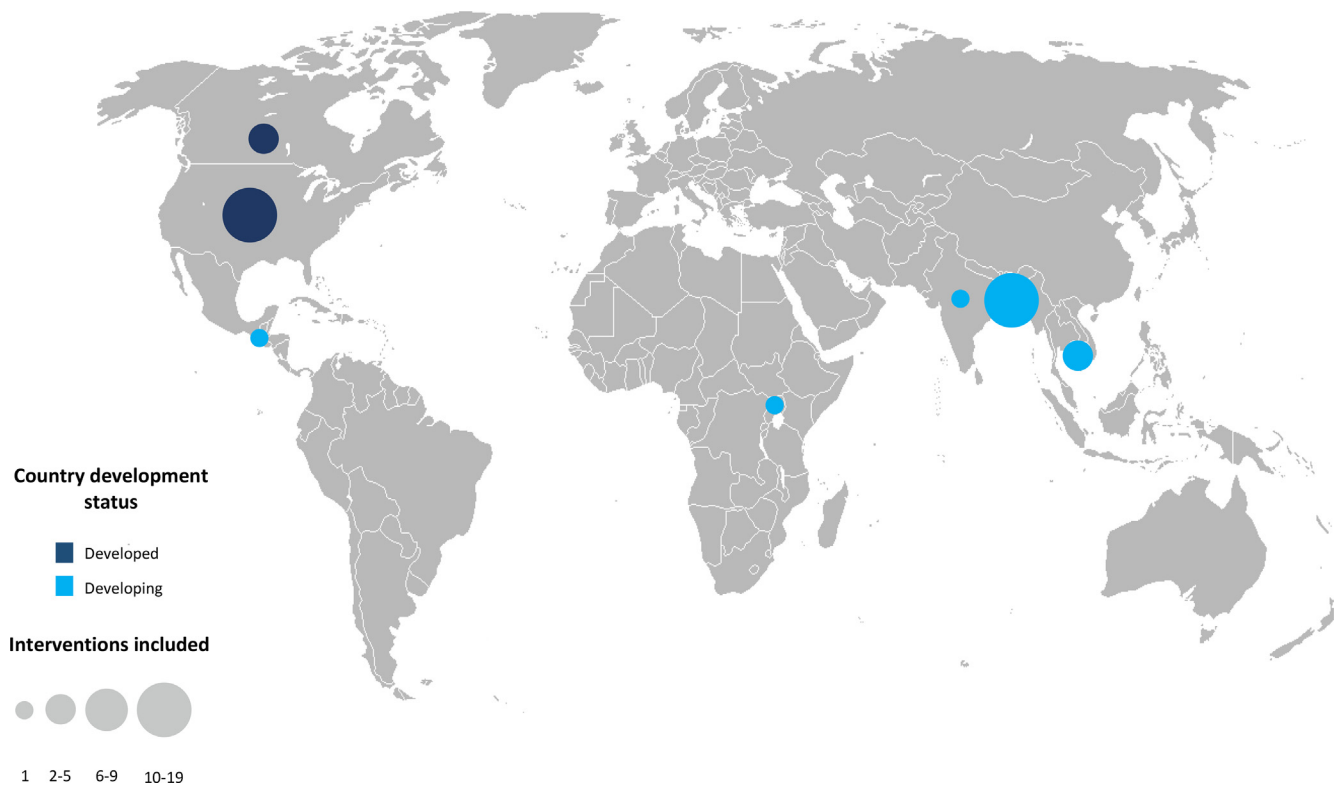 Country development
status
Developed
Developing
Interventions included
1 2-5 6-9 10-19